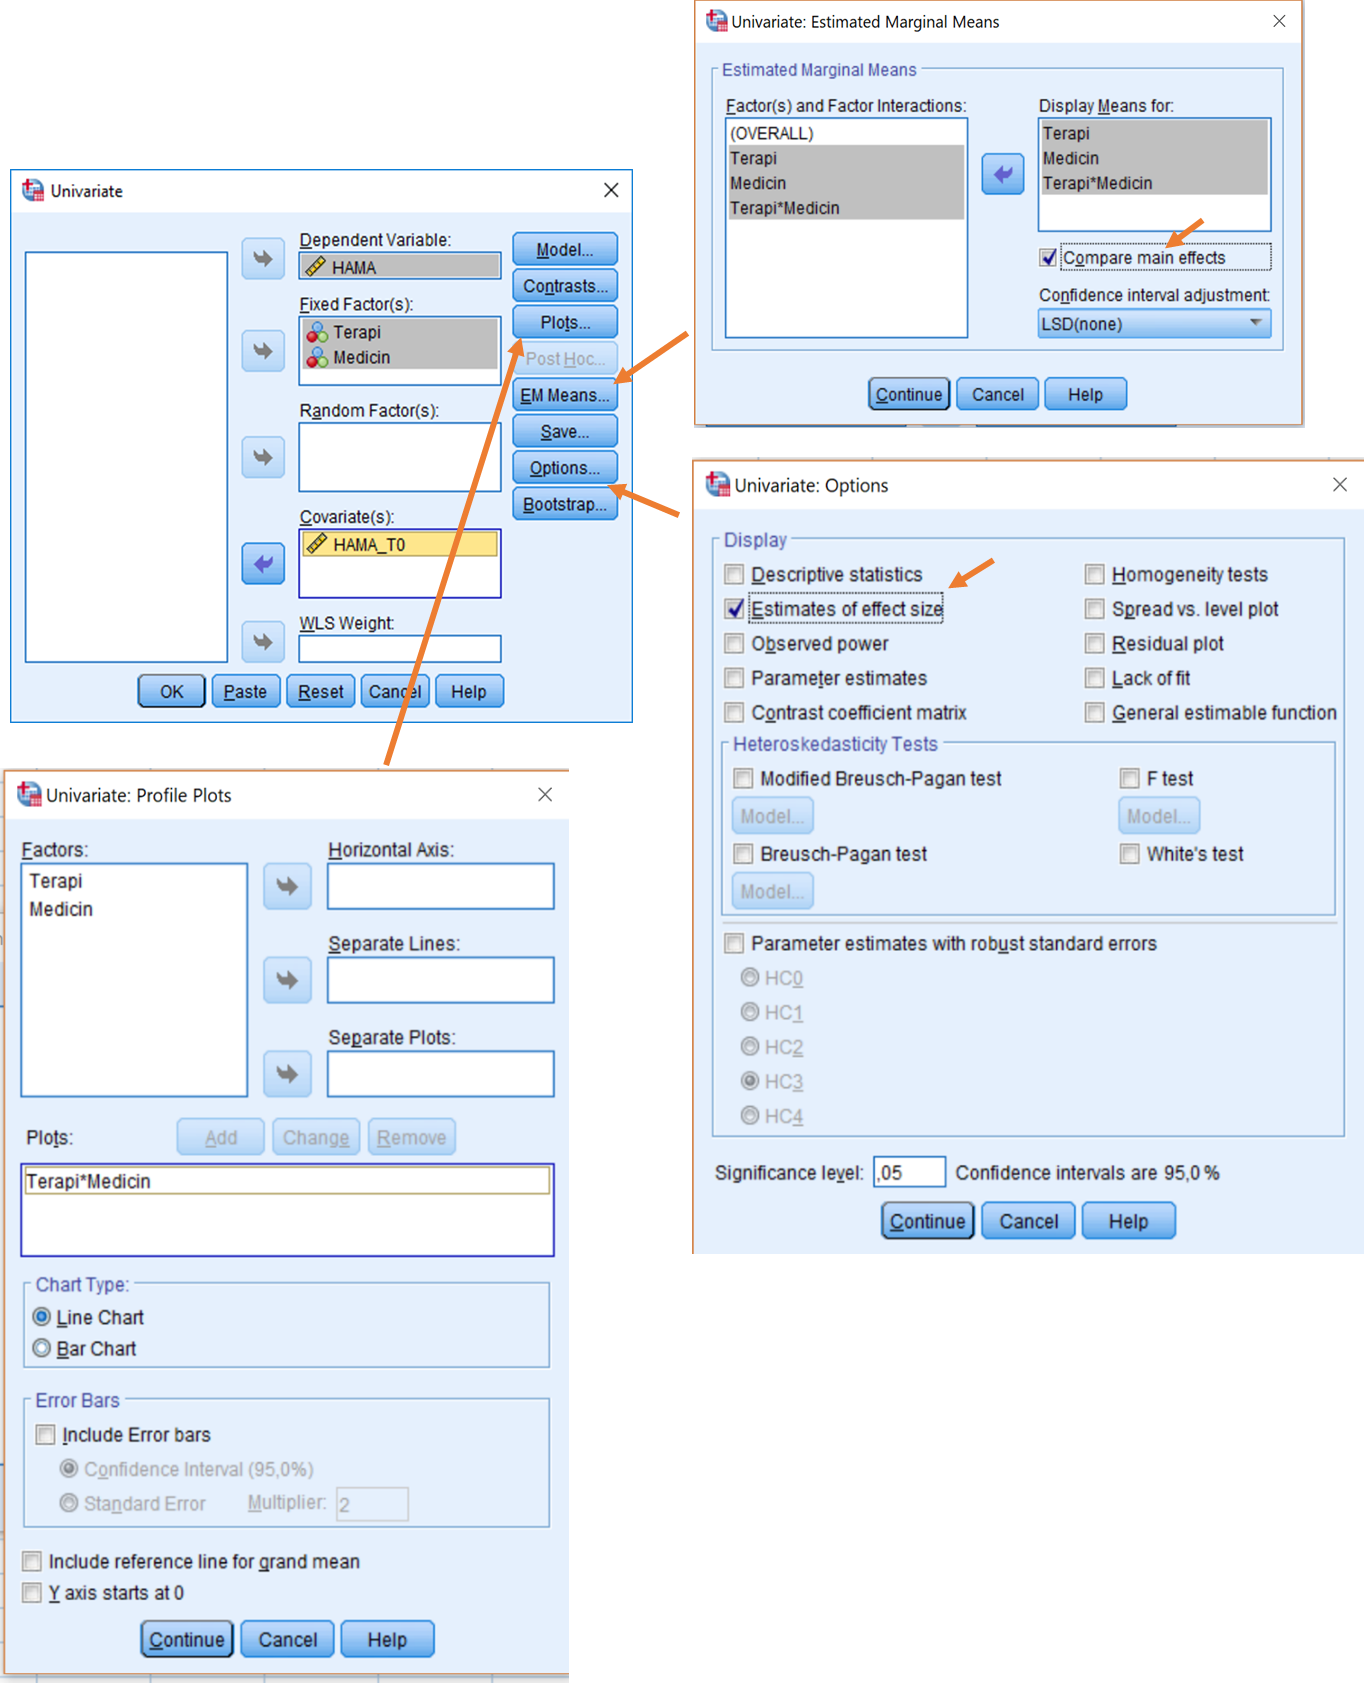 Univariate: Estimated Marginal Means
Estimated Marginal Means
Factor(s) and Factor Interactions:
(OVERALL)
Terapi
Medicin
Terapi*Medicin
Display Means for:
Terapi
Medicin
Terapi*Medicin
Compare main effects
Confidence interval adjustment:
LSD(none)
Continue Cancel Help
Univariate
Dependent Variable:
HAMA
Fixed Factor(s):
Terapi
Medicin
Random Factor(s):
Covariate(s):
HAMA_T0
WLS Weight:
Model...
Contrasts...
Plots...
Post Hoc...
EM Means...
Save...
Options...
Bootstrap...
OK Paste Reset Cancel Help
Univariate: Options
Display
Descriptive statistics
Estimates of effect size
Observed power
Parameter estimates
Contrast coefficient matrix
Homogeneity tests
Spread vs. level plot
Residual plot
Lack of fit
General estimable function
Heteroskedasticity Tests
Modified Breusch-Pagan test
Model...
Breusch-Pagan test
Model...
F test
Model...
White's test
Parameter estimates with robust standard errors
HC0
HC1
HC2
HC3
HC4
Significance level: ,05 Confidence intervals are 95,0 %
Continue Cancel Help
Univariate: Profile Plots
Factors:
Terapi
Medicin
Horizontal Axis:
Separate Lines:
Separate Plots:
Plots: Add Change Remove
Terapi*Medicin
Chart Type:
Line Chart
Bar Chart
Error Bars
Include Error bars
Confidence Interval (95,0%)
Standard Error Multiplier: 2
Include reference line for grand mean
Y axis starts at 0
Continue Cancel Help